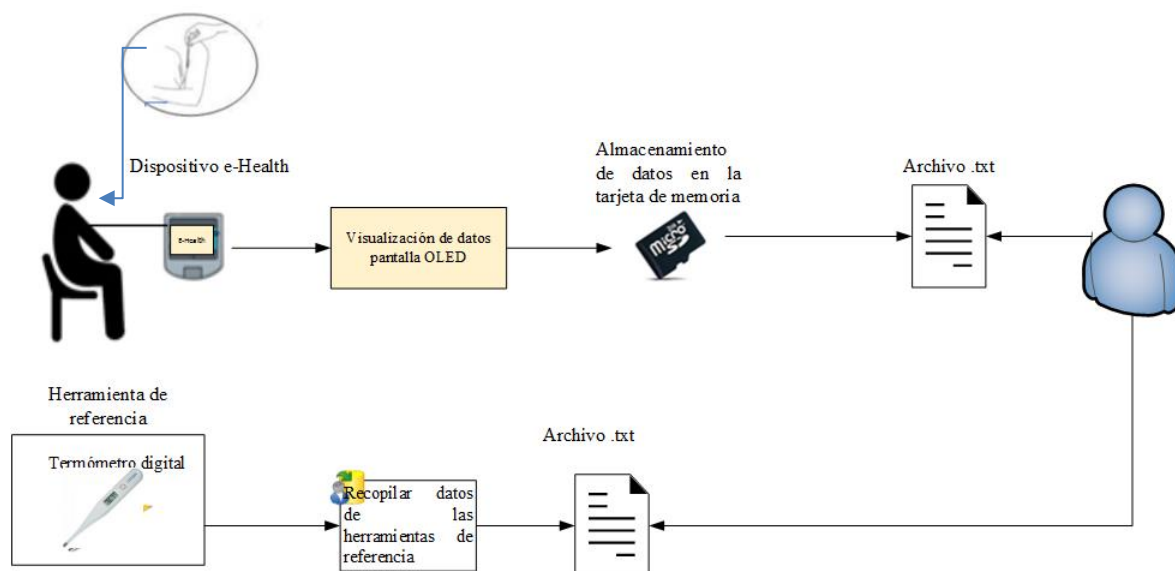 Dispositivo e-Health
E-Health
Visualización de datos
pantalla OLED
Almacenamiento
de datos en la
tarjeta de memoria
micro
SD
Archivo .txt
Herramienta de
referencia
Termómetro digital
Recopilar datos
de las
herramientas de
referencia
Archivo .txt